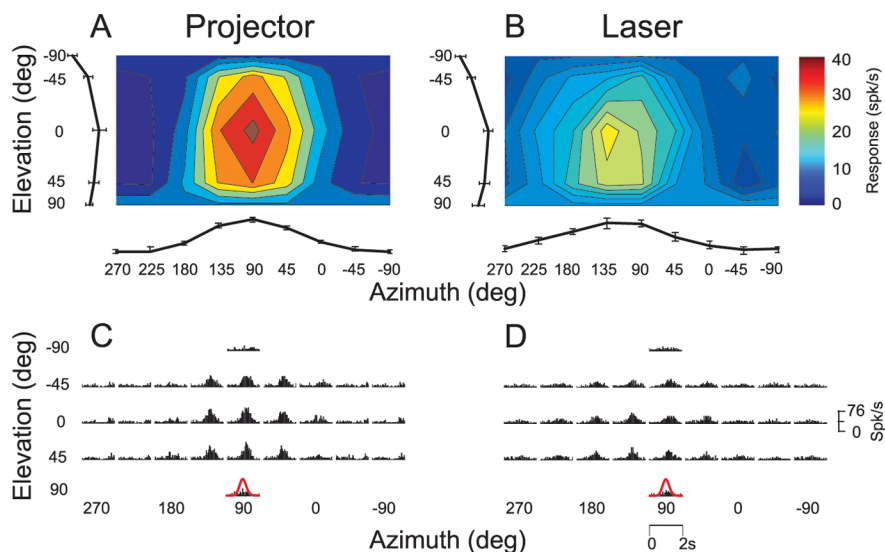 A Projector
B Laser
Elevation (deg)
-90
-45
0
45
90
-90
-45
0
45
90
40
30
20
10
0
Response (spk/s)
270 225 180 135 90 45 0 -45 -90
270 225 180 135 90 45 0 -45 -90
Azimuth (deg)
C
D
Elevation (deg)
-90
-45
0
45
90
76
0
Spk/s
270 180 90 0 -90
270 180 90 0 -90
Azimuth (deg)
0 2s